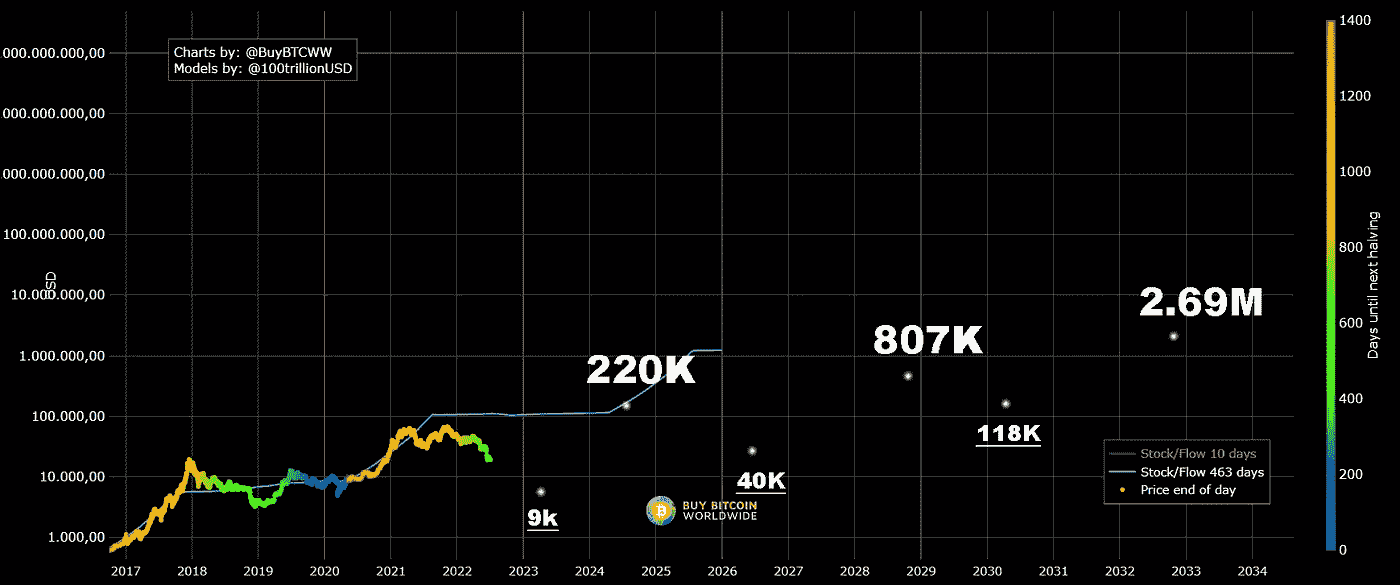 Charts by: @BuyBTCWW
Models by: @100trillionUSD
000.000.000,00
000.000.000,00
000.000.000,00
100.000.000,00
10.000.000,00
1.000.000,00
100.000,00
10.000,00
1.000,00
SD
2017 2018 2019 2020 2021 2022 2023 2024 2025 2026 2027 2028 2029 2030 2031 2032 2033 2034
9k
220K
40K
807K
118K
2.69M
BUY BITCOIN
WORLDWIDE
Stock/Flow 10 days
Stock/Flow 463 days
Price end of day
1400
1200
1000
800
600
400
200
0
Days until next halving